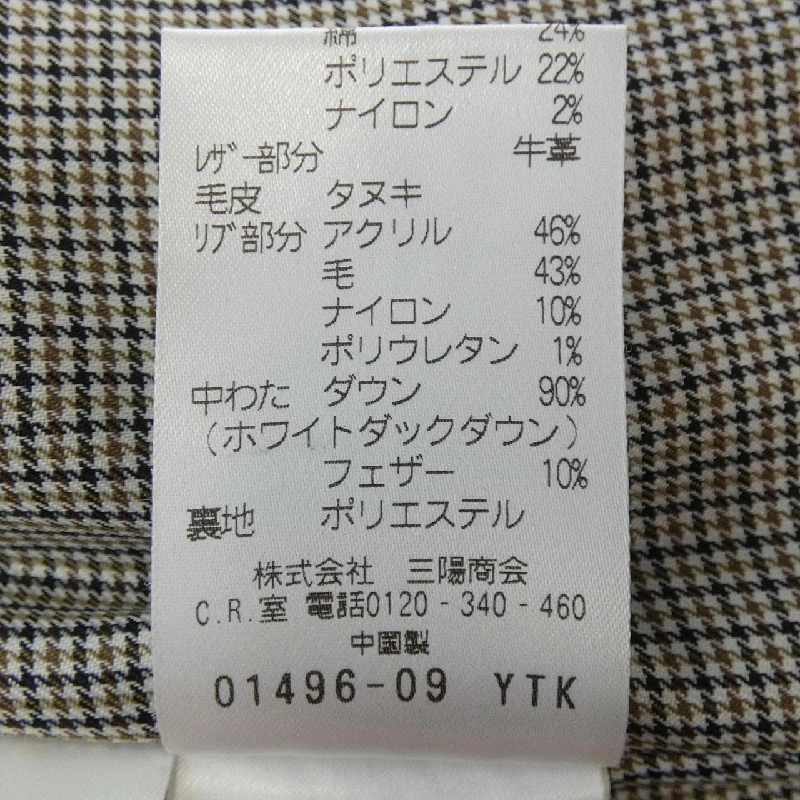 綿 24%
ポリエステル 22%
ナイロン 2%
ﾚｻﾞｰ部分 牛革
毛皮 タヌキ
ﾘﾌﾞ部分 アクリル 46%
毛 43%
ナイロン 10%
ポリウレタン 1%
中わた ダウン 90%
(ホワイトダックダウン)
フェザー 10%
裏地 ポリエステル
株式会社 三陽商会
C.R.室 電話0120-340-460
中国製
01496-09 YTK